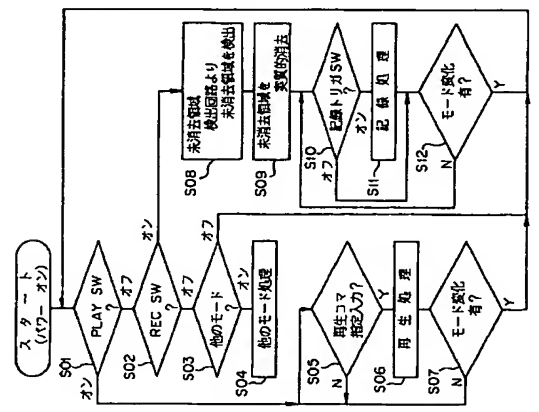 スタート
(パワーオン)
S01
PLAY SW
?
オン
オフ
S02
REC SW
?
オン
オフ
S03
他のモード
?
オフ
オン
S04
他のモード処理
S05
再生コマ
指定入力?
N
Y
S06
再生処理
S07
モード変化
有?
N
Y
S08
未消去領域
検出回路より
未消去領域を検出
S09
未消去領域を
実質的消去
S10
記録トリガSW
?
オフ
オン
S11
記録処理
S12
モード変化
有?
N
Y